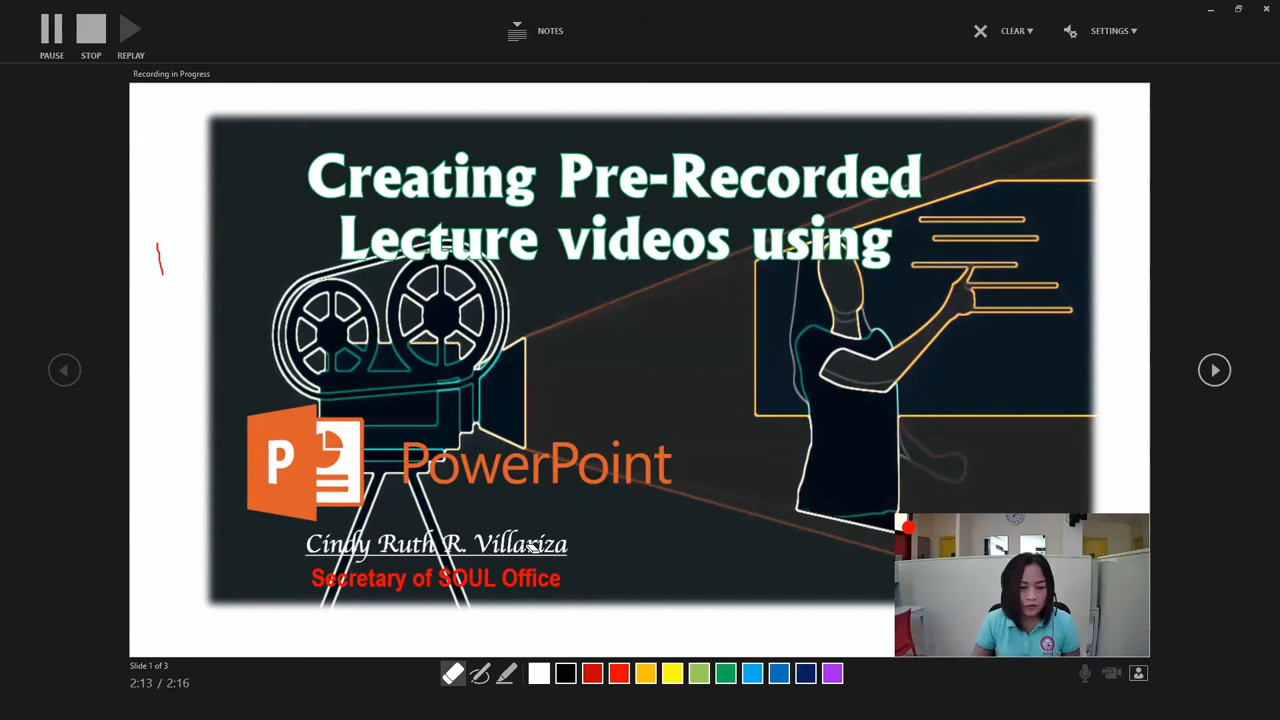 PAUSE STOP REPLAY
NOTES
CLEAR
SETTINGS
Recording in Progress
Creating Pre-Recorded
Lecture videos using
P PowerPoint
Cindy Ruth R. Villaxiza
Secretary of SOUL Office
Slide 1 of 3
2:13 / 2:16